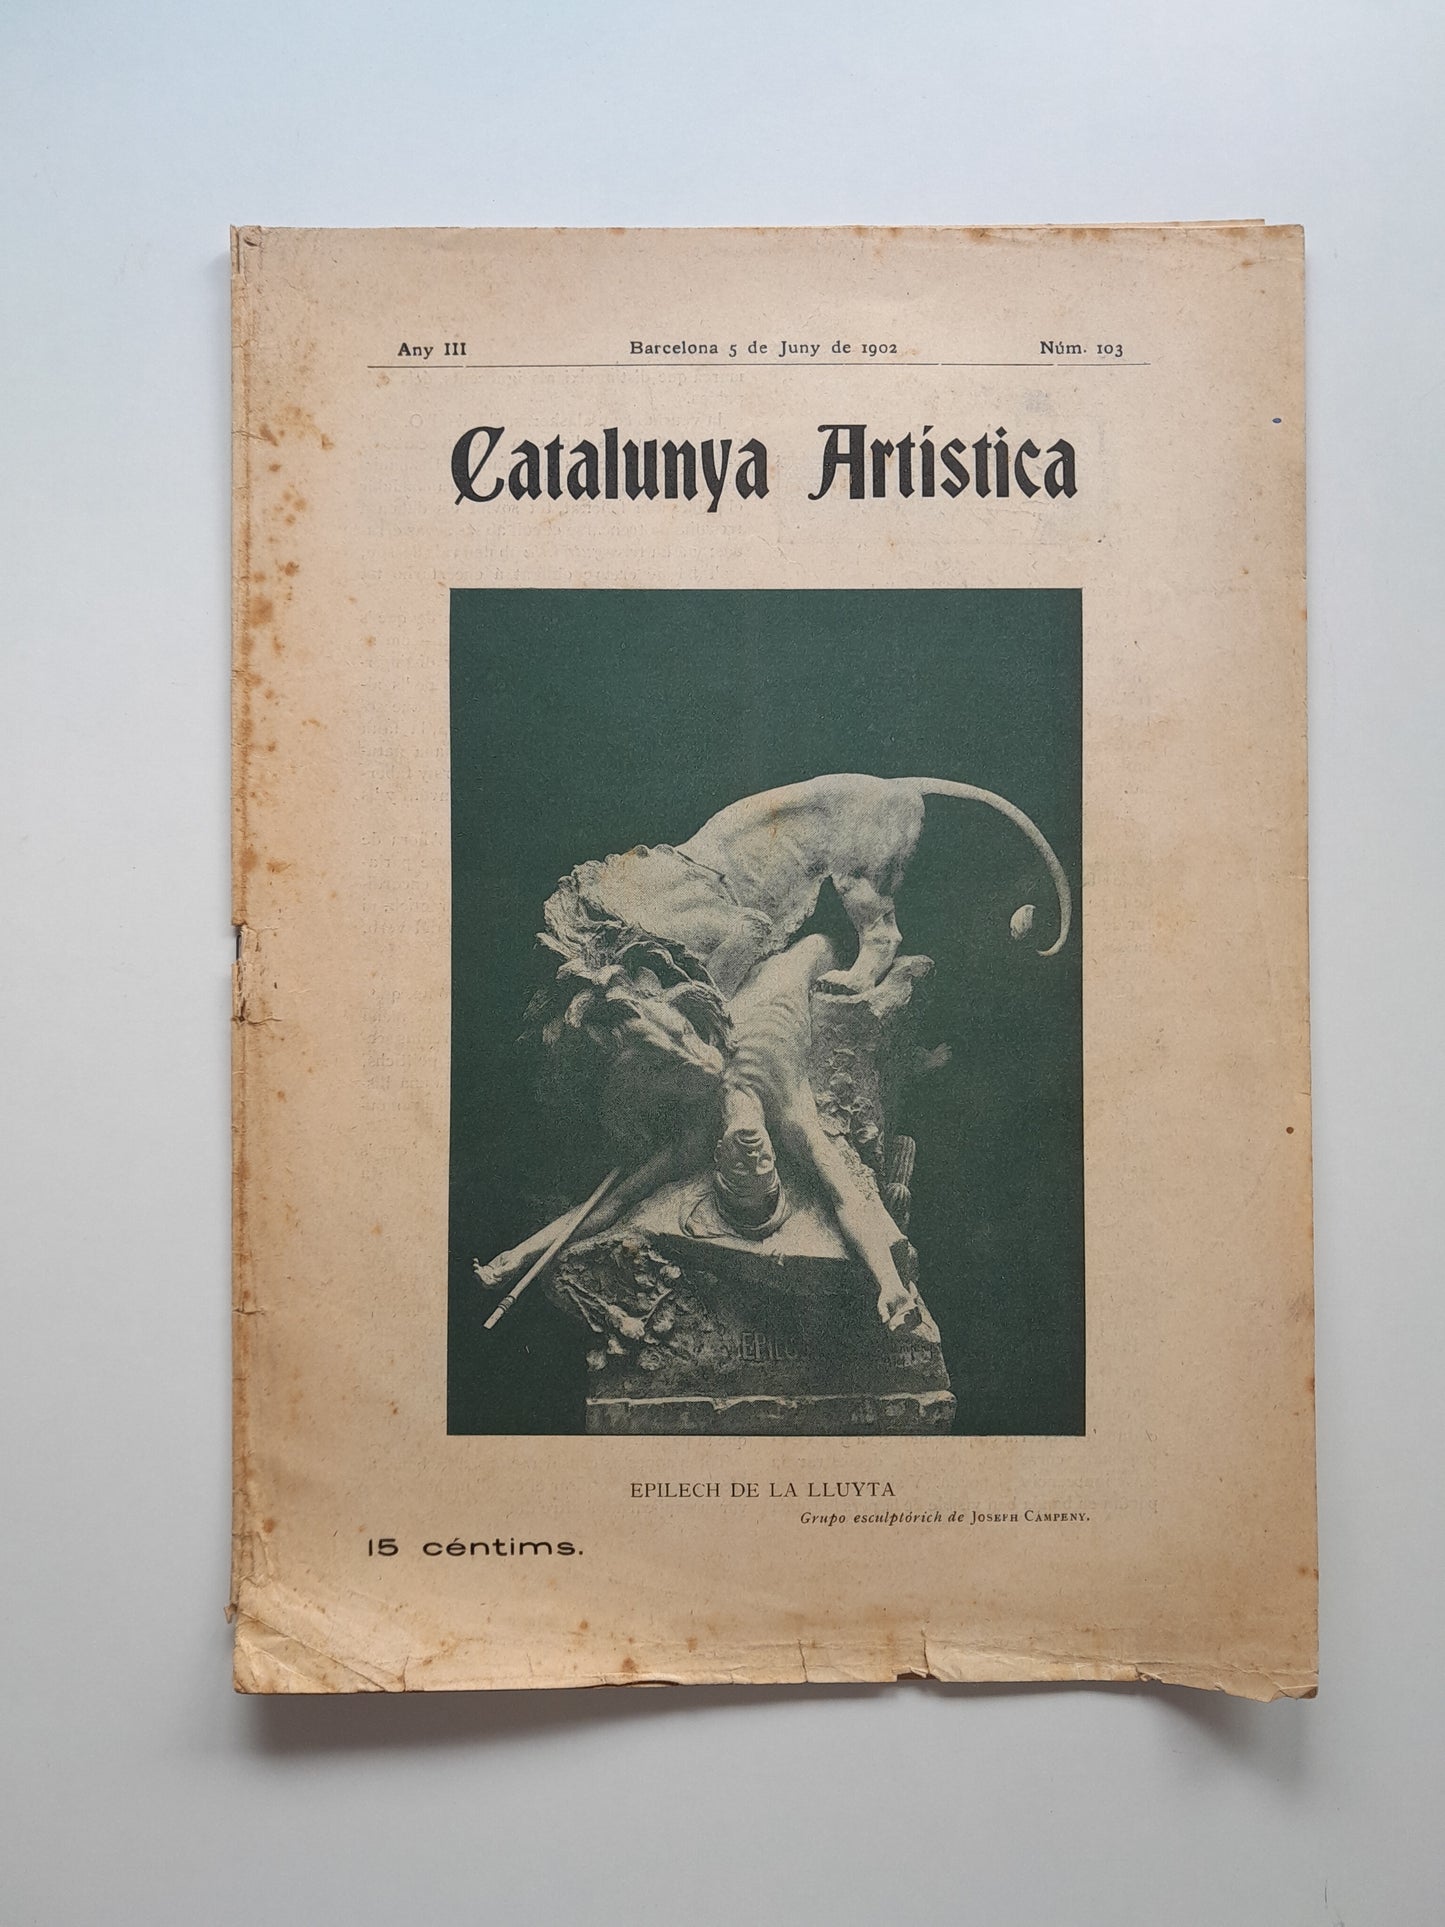 Any III Barcelona 5 de Juny de 1902 Núm. 103
Catalunya Artística
EPIL
EPILECH DE LA LLUYTA
Grupo esculptórich de JOSEPH CAMPENY.
15 céntims.